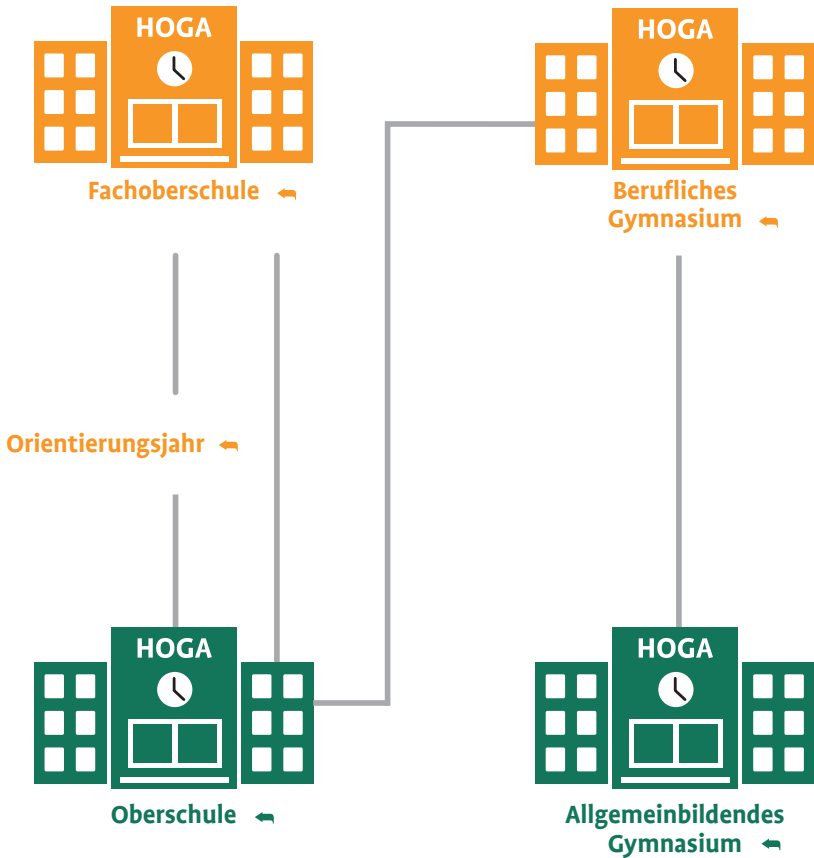 HOGA
HOGA
Fachoberschule
Berufliches
Gymnasium
Orientierungsjahr
HOGA
HOGA
Oberschule
Allgemeinbildendes
Gymnasium